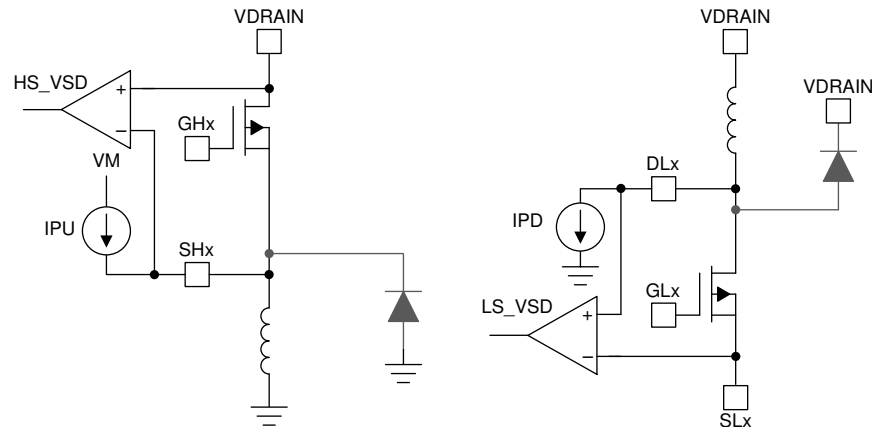 VDRAIN
HS_VSD
+
−
GHx
VM
IPU
SHx
VDRAIN
VDRAIN
DLx
IPD
GLx
LS_VSD
+
−
SLx